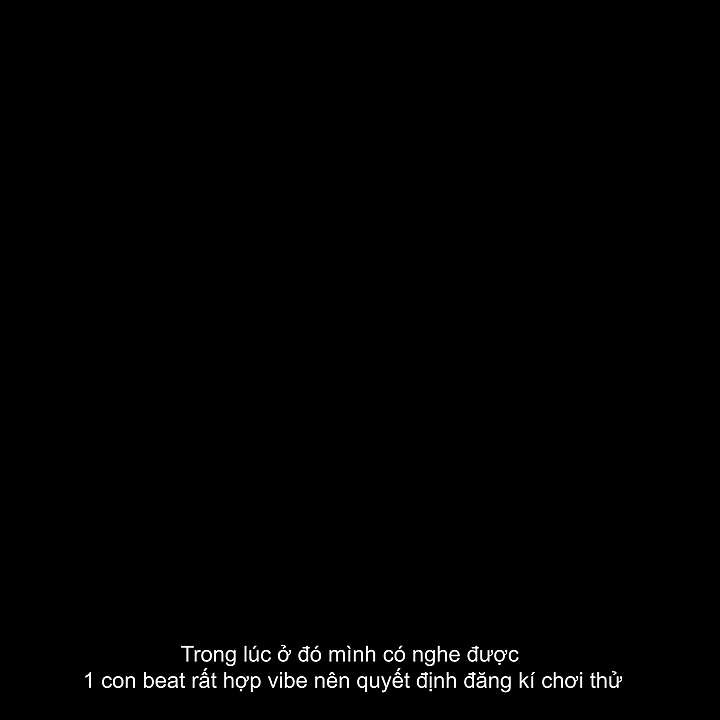 Trong lúc ở đó mình có nghe được
1 con beat rất hợp vibe nên quyết định đăng kí chơi thử